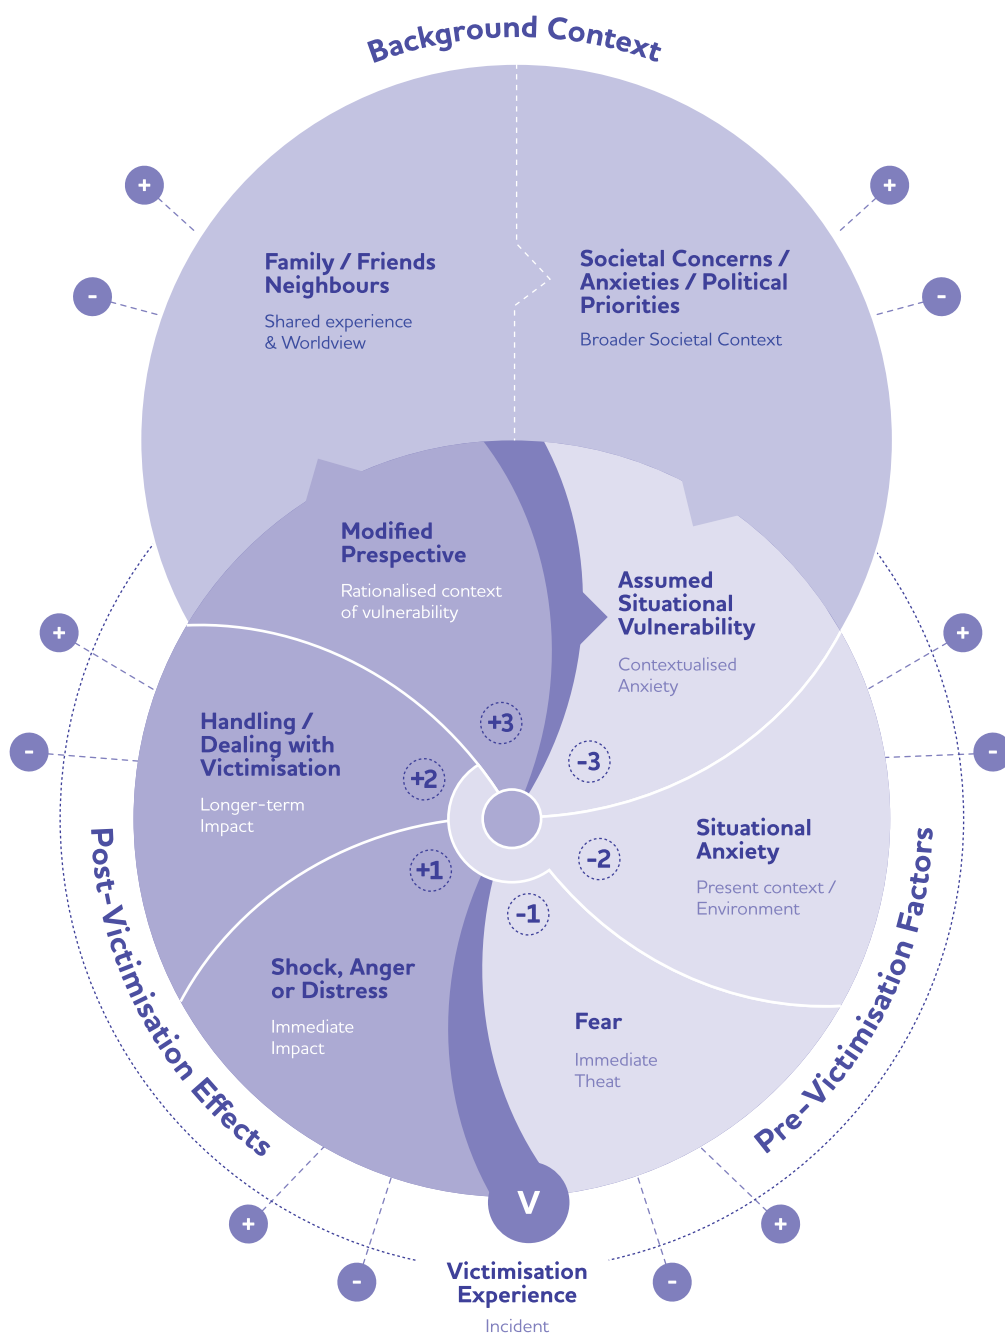 Background Context
+
+
Family / Friends
Neighbours
Shared experience
& Worldview
Societal Concerns /
Anxieties / Political
Priorities
Broader Societal Context
-
-
Modified
Prespective
Rationalised context
of vulnerability
Assumed
Situational
Vulnerability
Contextualised
Anxiety
+
+
Handling /
Dealing with
Victimisation
Longer-term
Impact
+3
-3
+2
-
-
Situational
Anxiety
Present context /
Environment
-2
+1
-1
Shock, Anger
or Distress
Immediate
Impact
Fear
Immediate
Theat
Post-Victimisation Effects
Pre-Victimisation Factors
V
+
+
-
-
Victimisation
Experience
Incident